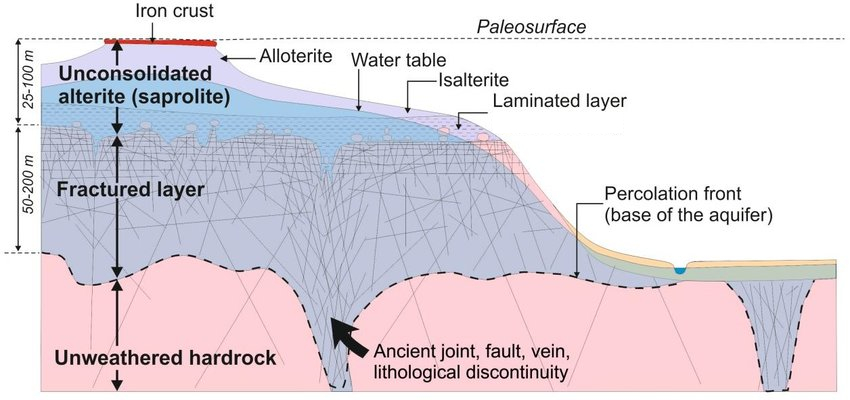 Iron crust
Paleosurface
Alloterite
Water table
Isalterite
Laminated layer
25-100 m
Unconsolidated
alterite (saprolite)
50-200 m
Fractured layer
Percolation front
(base of the aquifer)
Unweathered hardrock
Ancient joint, fault, vein,
lithological discontinuity